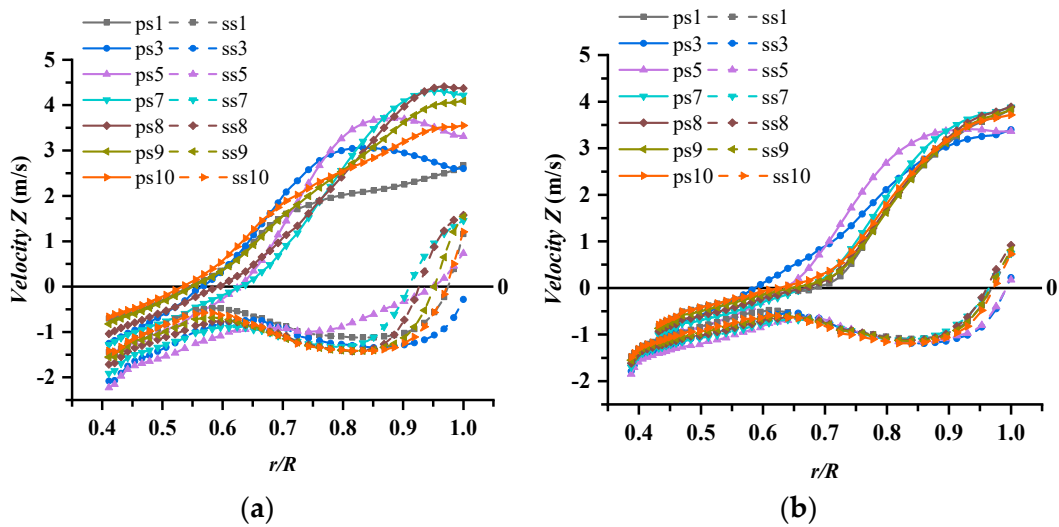 ps1 ss1
ps3 ss3
ps5 ss5
ps7 ss7
ps8 ss8
ps9 ss9
ps10 ss10
5
4
3
2
1
0
-1
-2
0
Velocity Z (m/s)
0.4 0.5 0.6 0.7 0.8 0.9 1.0
r/R
(a)
ps1 ss1
ps3 ss3
ps5 ss5
ps7 ss7
ps8 ss8
ps9 ss9
ps10 ss10
5
4
3
2
1
0
-1
-2
0
Velocity Z (m/s)
0.4 0.5 0.6 0.7 0.8 0.9 1.0
r/R
(b)